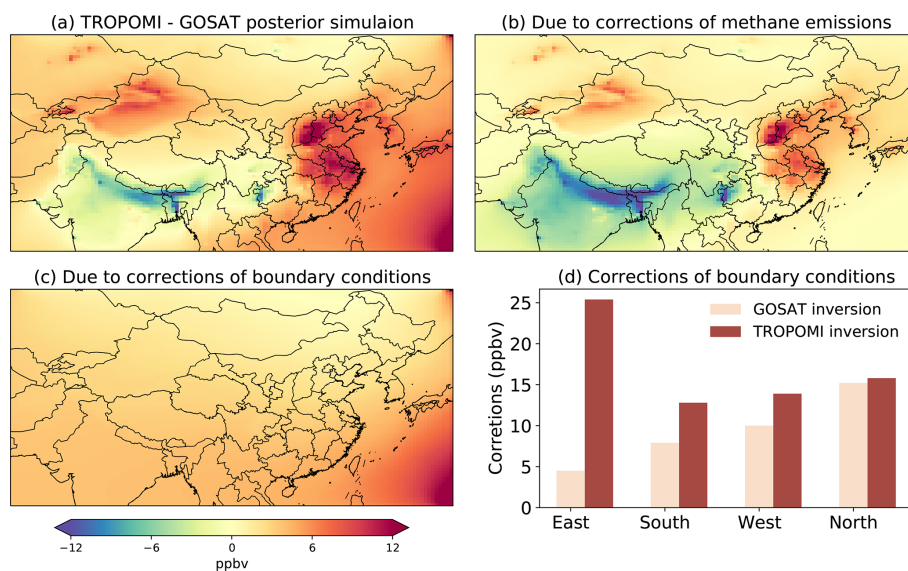 (a) TROPOMI - GOSAT posterior simulaion
(b) Due to corrections of methane emissions
(c) Due to corrections of boundary conditions
−12 −6 0 6 12
ppbv
(d) Corrections of boundary conditions
GOSAT inversion
TROPOMI inversion
Corretions (ppbv)
25
20
15
10
5
0
East South West North